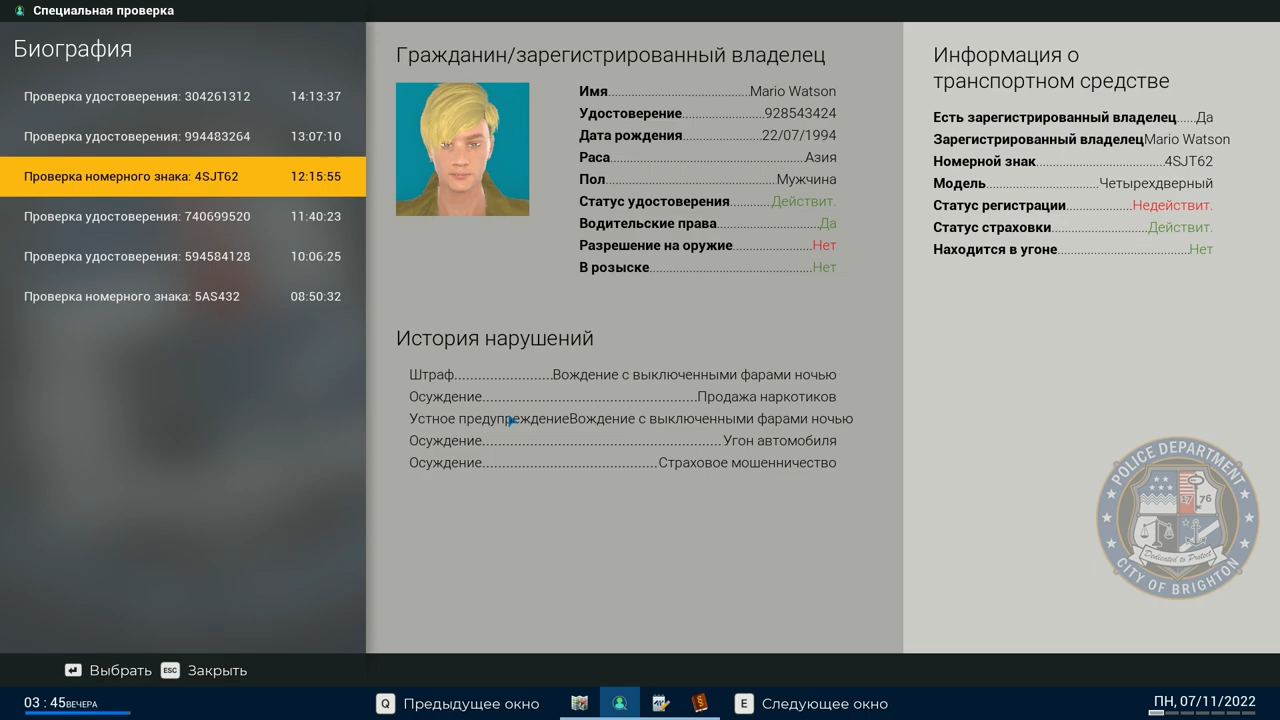 Специальная проверка
Биография
Проверка удостоверения: 304261312 14:13:37
Проверка удостоверения: 994483264 13:07:10
Проверка номерного знака: 4SJT62 12:15:55
Проверка удостоверения: 740699520 11:40:23
Проверка удостоверения: 594584128 10:06:25
Проверка номерного знака: 5AS432 08:50:32
Гражданин/зарегистрированный владелец
Имя Mario Watson
Удостоверение 928543424
Дата рождения 22/07/1994
Раса Азия
Пол Мужчина
Статус удостоверения Действит.
Водительские права Да
Разрешение на оружие Нет
В розыске Нет
История нарушений
Штраф Вождение с выключенными фарами ночью
Осуждение Продажа наркотиков
Устное предупреждениеВождение с выключенными фарами ночью
Осуждение Угон автомобиля
Осуждение Страховое мошенничество
Информация о
транспортном средстве
Есть зарегистрированный владелец Да
Зарегистрированный владелецMario Watson
Номерной знак 4SJT62
Модель Четырехдверный
Статус регистрации Недействит.
Статус страховки Действит.
Находится в угоне Нет
POLICE DEPARTMENT
17 76
Dedicated to Protect
CITY OF BRIGHTON
Выбрать ESC Закрыть
03 : 45ВЕЧЕРА
Q Предыдущее окно E Следующее окно
ПН, 07/11/2022